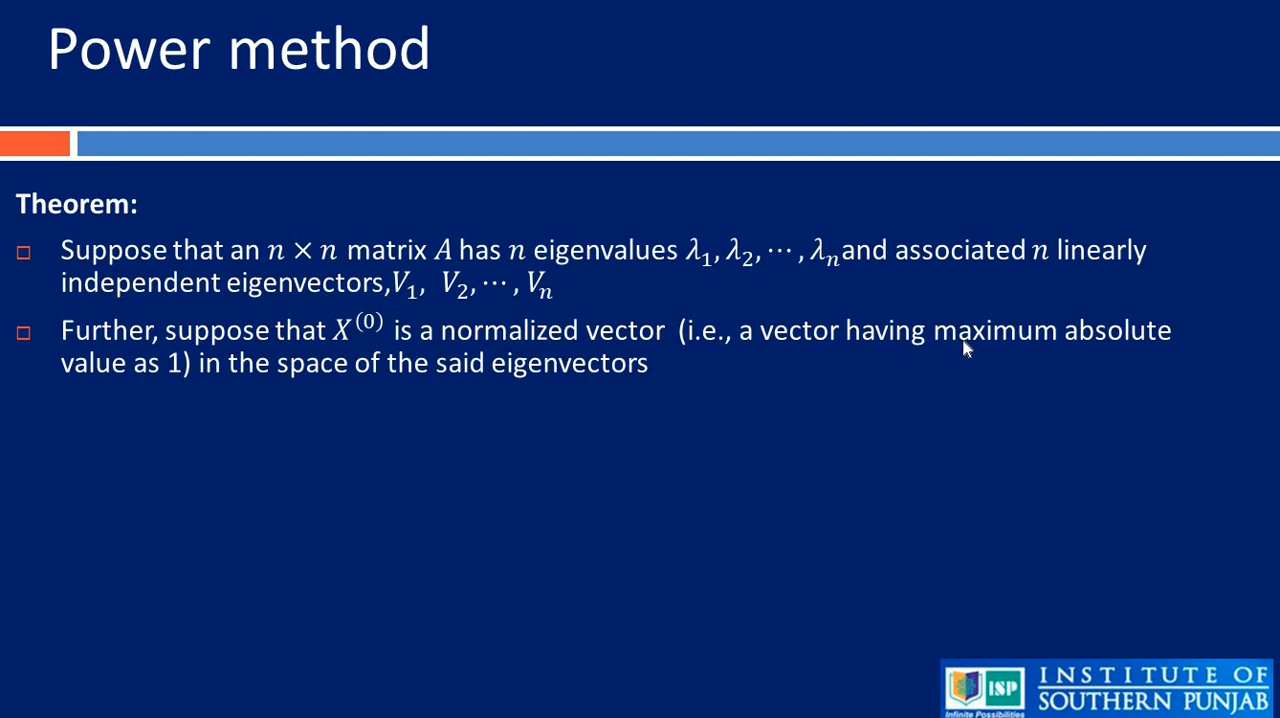 Power method
Theorem:
Suppose that an 𝑛 × 𝑛 matrix 𝐴 has 𝑛 eigenvalues 𝜆₁, 𝜆₂, ⋯ , 𝜆ₙand associated 𝑛 linearly
independent eigenvectors,𝑉₁, 𝑉₂, ⋯ , 𝑉ₙ
Further, suppose that 𝑋⁽⁰⁾ is a normalized vector (i.e., a vector having maximum absolute
value as 1) in the space of the said eigenvectors
ISP
Infinite Possibilities
INSTITUTE OF
SOUTHERN PUNJAB